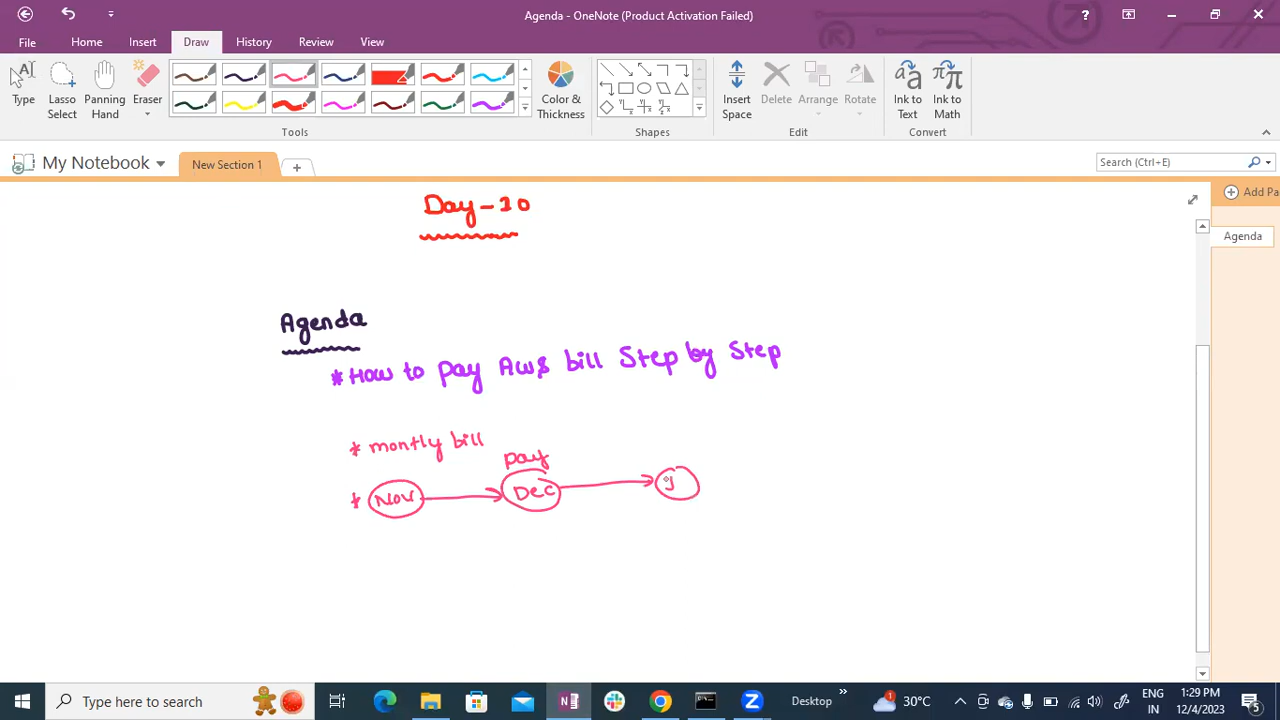 Agenda - OneNote (Product Activation Failed)
File Home Insert Draw History Review View
Type
Lasso Select
Panning Hand
Eraser
Color & Thickness
Insert Space
Delete
Arrange
Rotate
Ink to Text
Ink to Math
Tools Shapes Edit Convert
My Notebook New Section 1 Search (Ctrl+E)
Add Pa
Agenda
Day-20
Agenda
* How to pay AWS bill Step by Step
* montly bill
pay
* Nov Dec J
Type here to search
Desktop
1 30°C
ENG IN
1:29 PM
12/4/2023
5